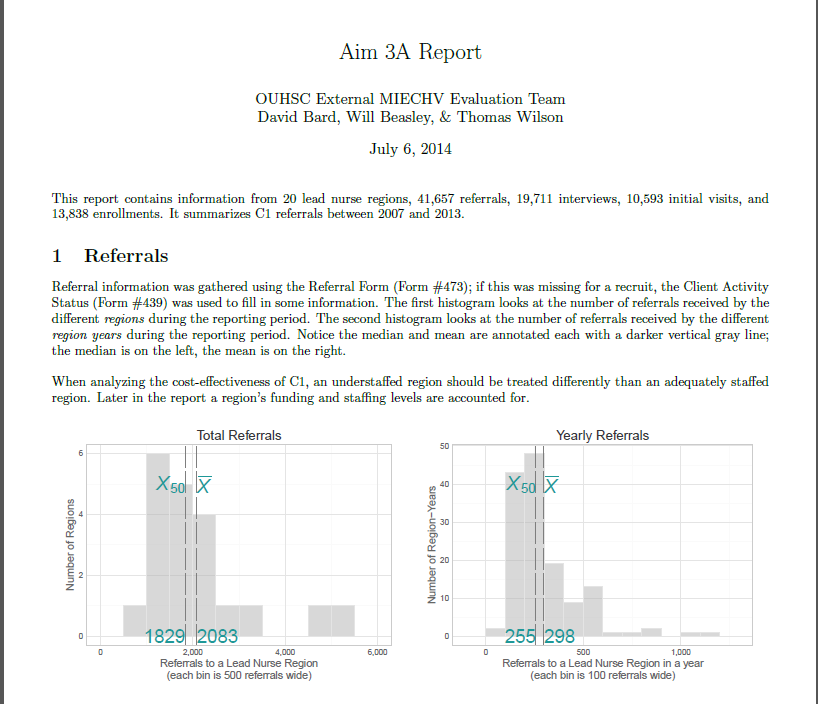 Aim 3A Report
OUHSC External MIECHV Evaluation Team
David Bard, Will Beasley, & Thomas Wilson
July 6, 2014
This report contains information from 20 lead nurse regions, 41,657 referrals, 19,711 interviews, 10,593 initial visits, and
13,838 enrollments. It summarizes C1 referrals between 2007 and 2013.
1 Referrals
Referral information was gathered using the Referral Form (Form #473); if this was missing for a recruit, the Client Activity
Status (Form #439) was used to fill in some information. The first histogram looks at the number of referrals received by the
different regions during the reporting period. The second histogram looks at the number of referrals received by the different
region years during the reporting period. Notice the median and mean are annotated each with a darker vertical gray line;
the median is on the left, the mean is on the right.
When analyzing the cost-effectiveness of C1, an understaffed region should be treated differently than an adequately staffed
region. Later in the report a region's funding and staffing levels are accounted for.
Total Referrals
Number of Regions
6
4
2
0
X50 X̅
1829 2083
0 2,000 4,000 6,000
Referrals to a Lead Nurse Region
(each bin is 500 referrals wide)
Yearly Referrals
Number of Region−Years
50
40
30
20
10
0
X50 X̅
255 298
0 500 1,000
Referrals to a Lead Nurse Region in a year
(each bin is 100 referrals wide)